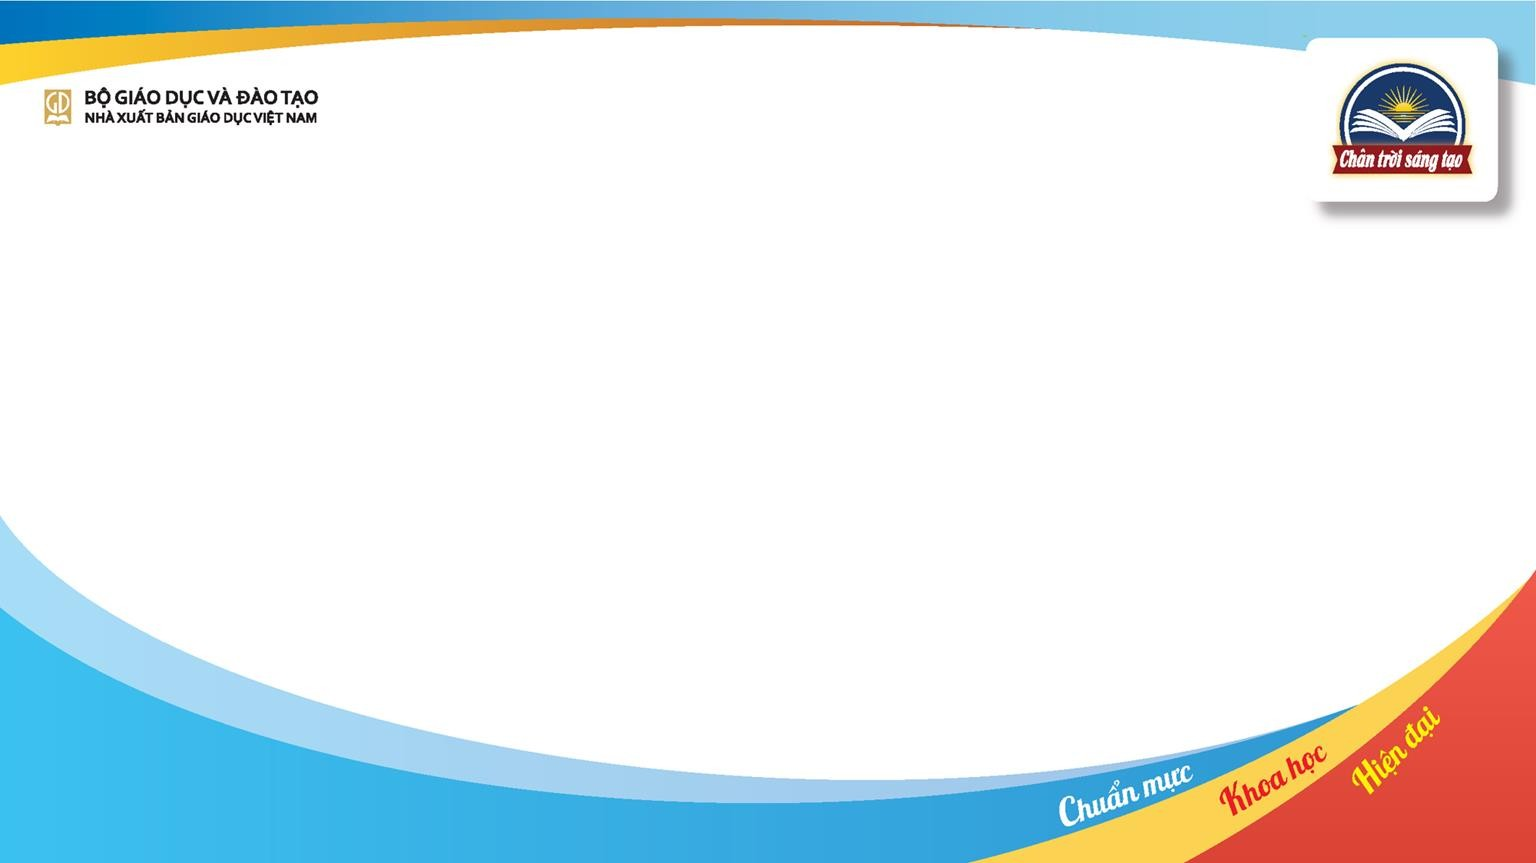 BỘ GIÁO DỤC VÀ ĐÀO TẠO
NHÀ XUẤT BẢN GIÁO DỤC VIỆT NAM
Chân trời sáng tạo
Chuẩn mực
Khoa học
Hiện đại